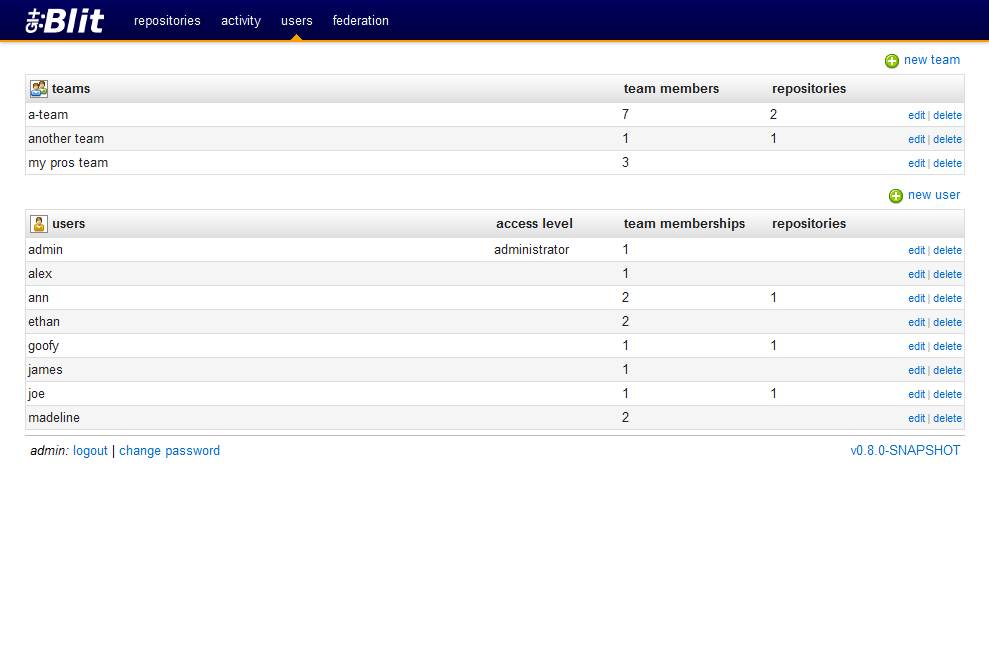 git:Blit repositories activity users federation
new team
teams team members repositories
a-team 7 2 edit | delete
another team 1 1 edit | delete
my pros team 3 edit | delete
new user
users access level team memberships repositories
admin administrator 1 edit | delete
alex 1 edit | delete
ann 2 1 edit | delete
ethan 2 edit | delete
goofy 1 1 edit | delete
james 1 edit | delete
joe 1 1 edit | delete
madeline 2 edit | delete
admin: logout | change password v0.8.0-SNAPSHOT